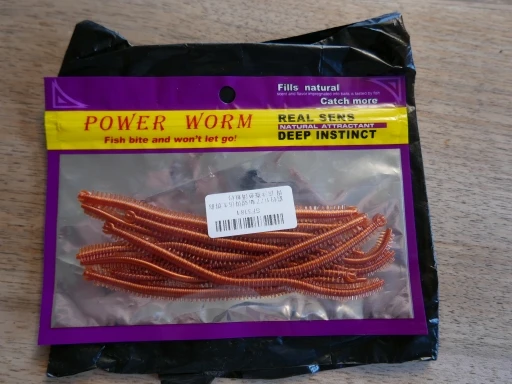 Fills natural
Catch more
POWER WORM
Fish bite and won't let go!
REAL SENS
NATURAL ATTRACTANT
DEEP INSTINCT